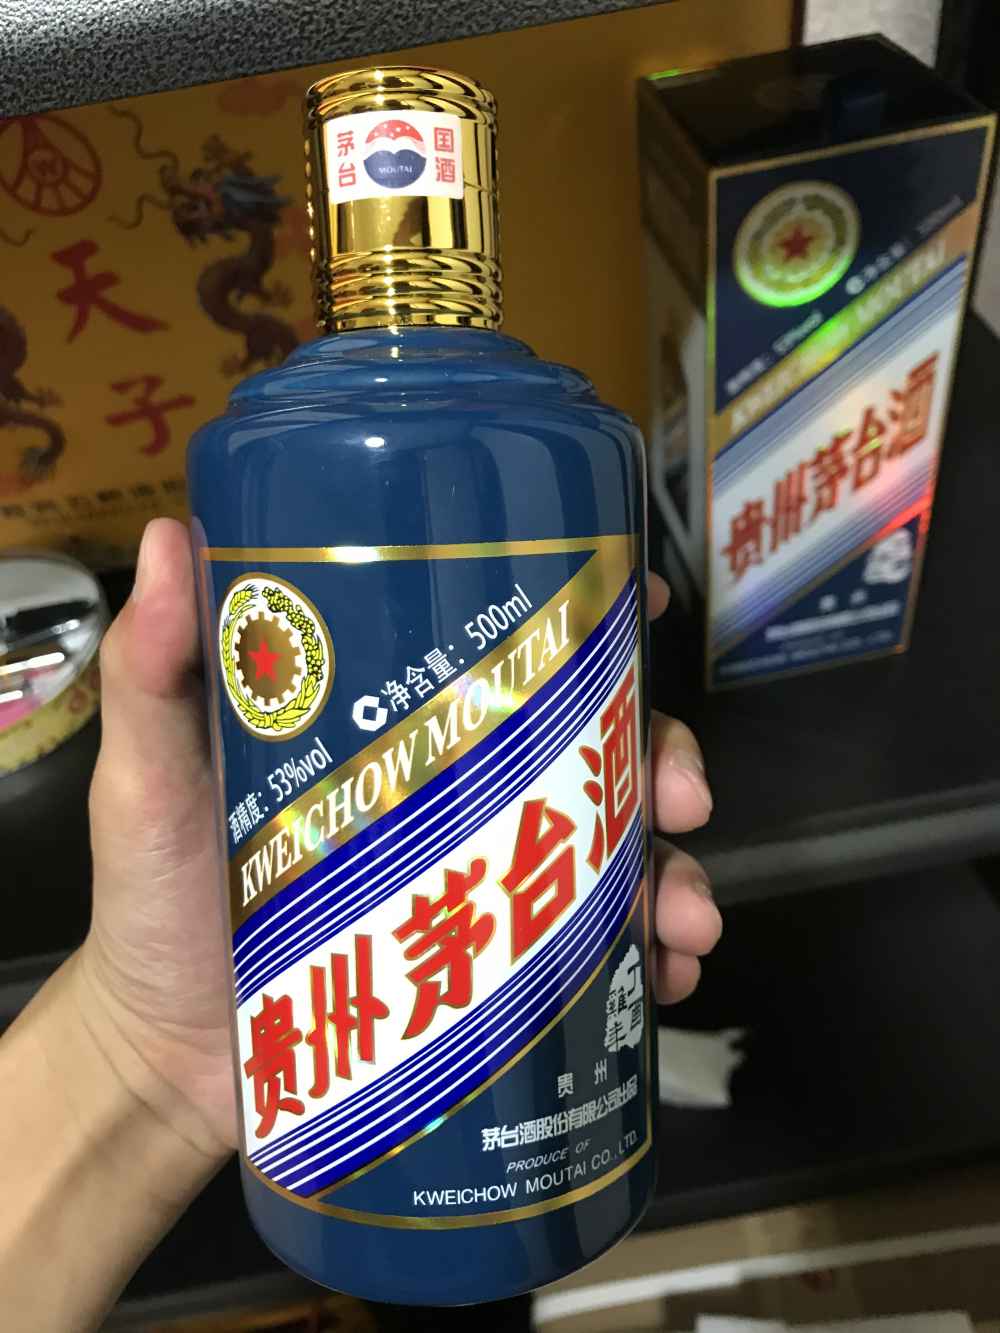 茅台
国酒
MOUTAI
天子
净含量：500ml
酒精度：53%vol
KWEICHOW MOUTAI
贵州茅台酒
贵州
茅台酒股份有限公司出品
PRODUCE OF
KWEICHOW MOUTAI CO.,LTD.
KWEICHOW MOUTAI
贵州茅台酒